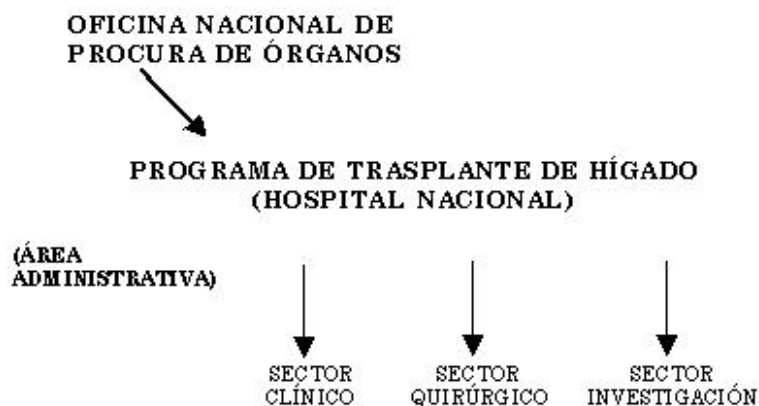 OFICINA NACIONAL DE
PROCURA DE ÓRGANOS
PROGRAMA DE TRASPLANTE DE HÍGADO
(HOSPITAL NACIONAL)
(ÁREA
ADMINISTRATIVA)
SECTOR
CLÍNICO
SECTOR
QUIRÚRGICO
SECTOR
INVESTIGACIÓN